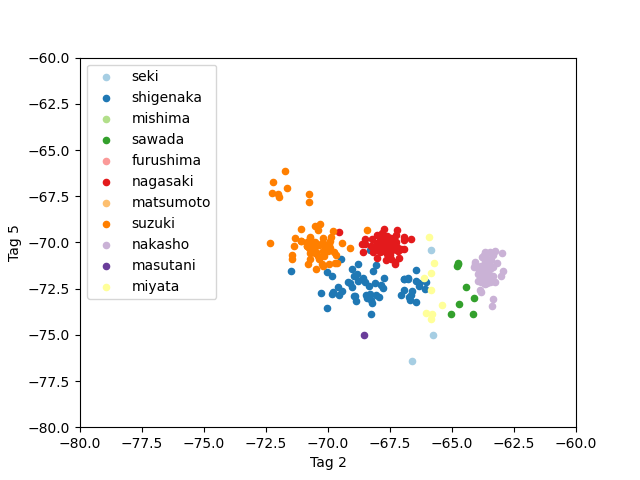 −60.0
−62.5
−65.0
−67.5
−70.0
−72.5
−75.0
−77.5
−80.0
Tag 5
seki
shigenaka
mishima
sawada
furushima
nagasaki
matsumoto
suzuki
nakasho
masutani
miyata
−80.0 −77.5 −75.0 −72.5 −70.0 −67.5 −65.0 −62.5 −60.0
Tag 2